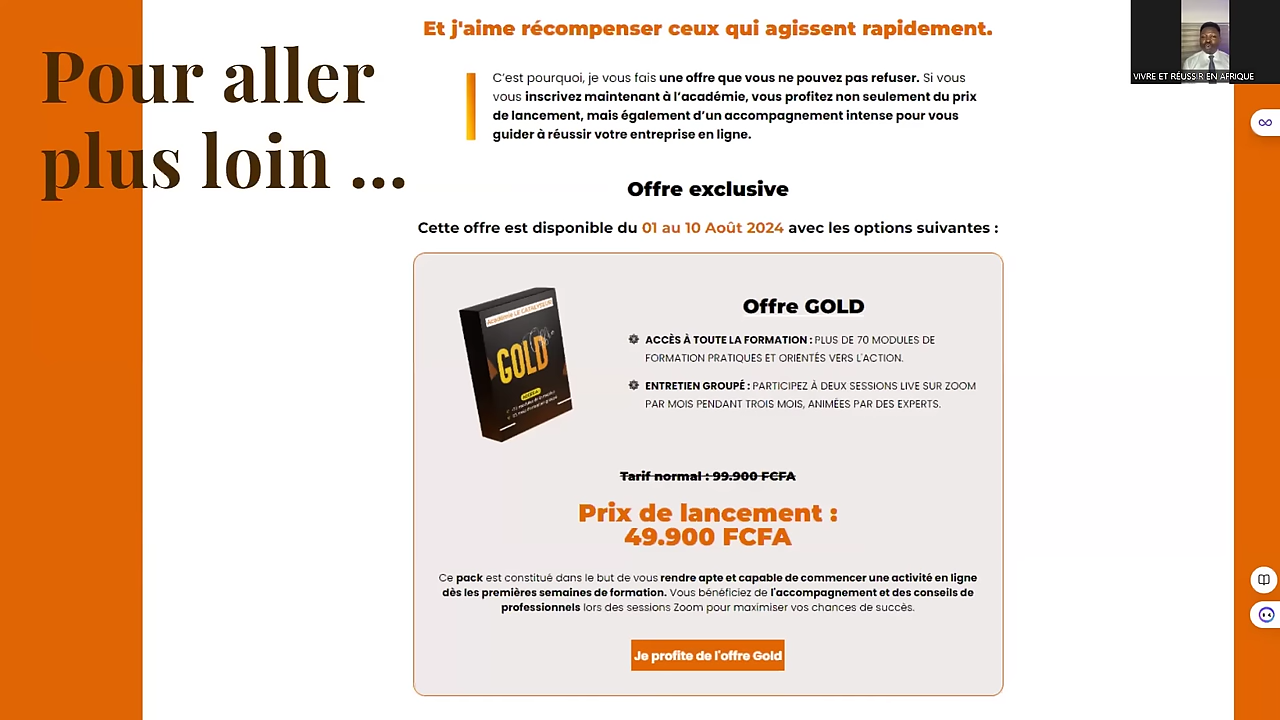 Pour aller
plus loin ...
Et j'aime récompenser ceux qui agissent rapidement.
C'est pourquoi, je vous fais une offre que vous ne pouvez pas refuser. Si vous
vous inscrivez maintenant à l'académie, vous profitez non seulement du prix
de lancement, mais également d'un accompagnement intense pour vous
guider à réussir votre entreprise en ligne.
VIVRE ET RÉUSSIR EN AFRIQUE
Offre exclusive
Cette offre est disponible du 01 au 10 Août 2024 avec les options suivantes :
Académie LE CATALYSEUR
GOLD
Offre GOLD
ACCÈS À TOUTE LA FORMATION : PLUS DE 70 MODULES DE
FORMATION PRATIQUES ET ORIENTÉS VERS L'ACTION.
ENTRETIEN GROUPÉ : PARTICIPEZ À DEUX SESSIONS LIVE SUR ZOOM
PAR MOIS PENDANT TROIS MOIS, ANIMÉES PAR DES EXPERTS.
Tarif normal : 99.900 FCFA
Prix de lancement :
49.900 FCFA
Ce pack est constitué dans le but de vous rendre apte et capable de commencer une activité en ligne
dès les premières semaines de formation. Vous bénéficiez de l'accompagnement et des conseils de
professionnels lors des sessions Zoom pour maximiser vos chances de succès.
Je profite de l'offre Gold